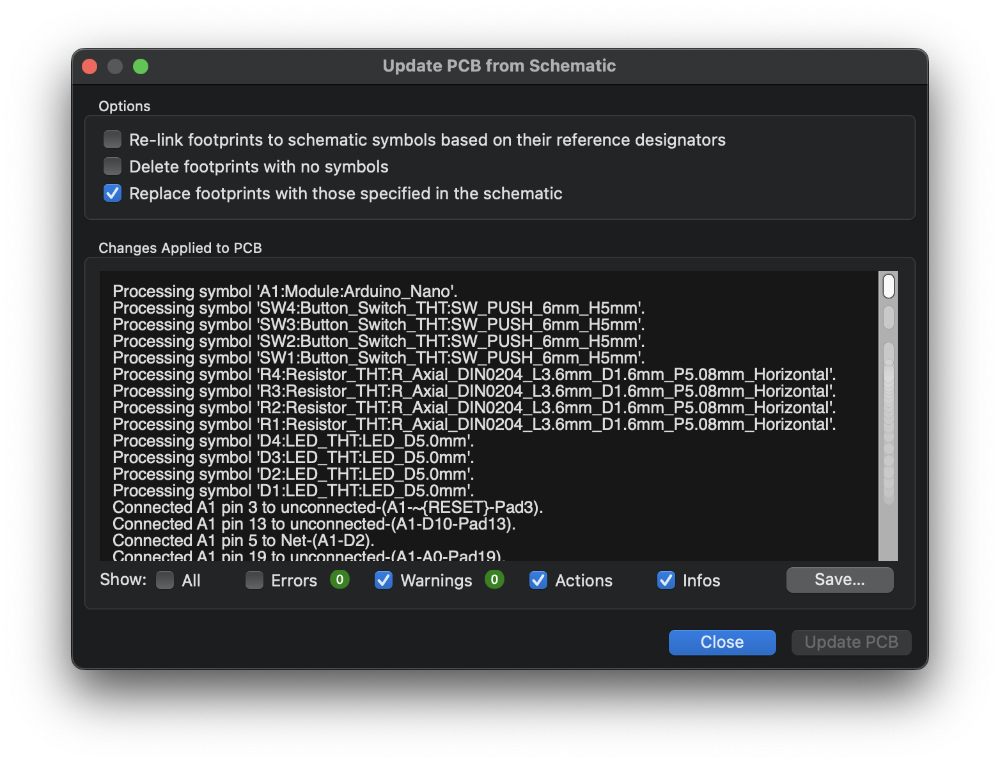 Update PCB from Schematic
Options
Re-link footprints to schematic symbols based on their reference designators
Delete footprints with no symbols
Replace footprints with those specified in the schematic
Changes Applied to PCB
Processing symbol 'A1:Module:Arduino_Nano'.
Processing symbol 'SW4:Button_Switch_THT:SW_PUSH_6mm_H5mm'.
Processing symbol 'SW3:Button_Switch_THT:SW_PUSH_6mm_H5mm'.
Processing symbol 'SW2:Button_Switch_THT:SW_PUSH_6mm_H5mm'.
Processing symbol 'SW1:Button_Switch_THT:SW_PUSH_6mm_H5mm'.
Processing symbol 'R4:Resistor_THT:R_Axial_DIN0204_L3.6mm_D1.6mm_P5.08mm_Horizontal'.
Processing symbol 'R3:Resistor_THT:R_Axial_DIN0204_L3.6mm_D1.6mm_P5.08mm_Horizontal'.
Processing symbol 'R2:Resistor_THT:R_Axial_DIN0204_L3.6mm_D1.6mm_P5.08mm_Horizontal'.
Processing symbol 'R1:Resistor_THT:R_Axial_DIN0204_L3.6mm_D1.6mm_P5.08mm_Horizontal'.
Processing symbol 'D4:LED_THT:LED_D5.0mm'.
Processing symbol 'D3:LED_THT:LED_D5.0mm'.
Processing symbol 'D2:LED_THT:LED_D5.0mm'.
Processing symbol 'D1:LED_THT:LED_D5.0mm'.
Connected A1 pin 3 to unconnected-(A1-~{RESET}-Pad3).
Connected A1 pin 13 to unconnected-(A1-D10-Pad13).
Connected A1 pin 5 to Net-(A1-D2).
Connected A1 pin 19 to unconnected-(A1-A0-Pad19).
Show: All Errors 0 Warnings 0 Actions Infos Save...
Close Update PCB